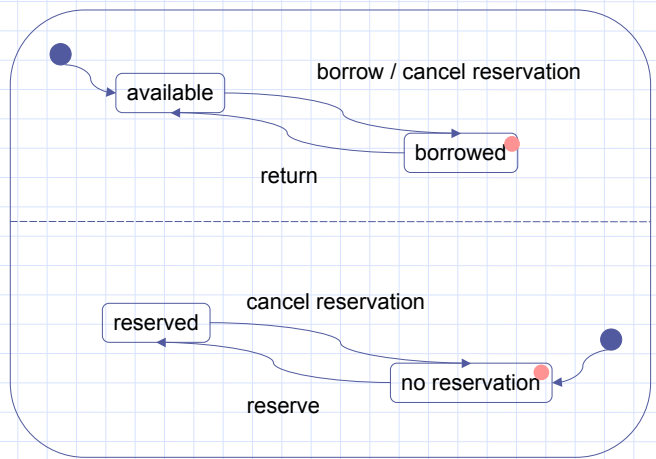 borrow / cancel reservation
available
borrowed
return
cancel reservation
reserved
no reservation
reserve